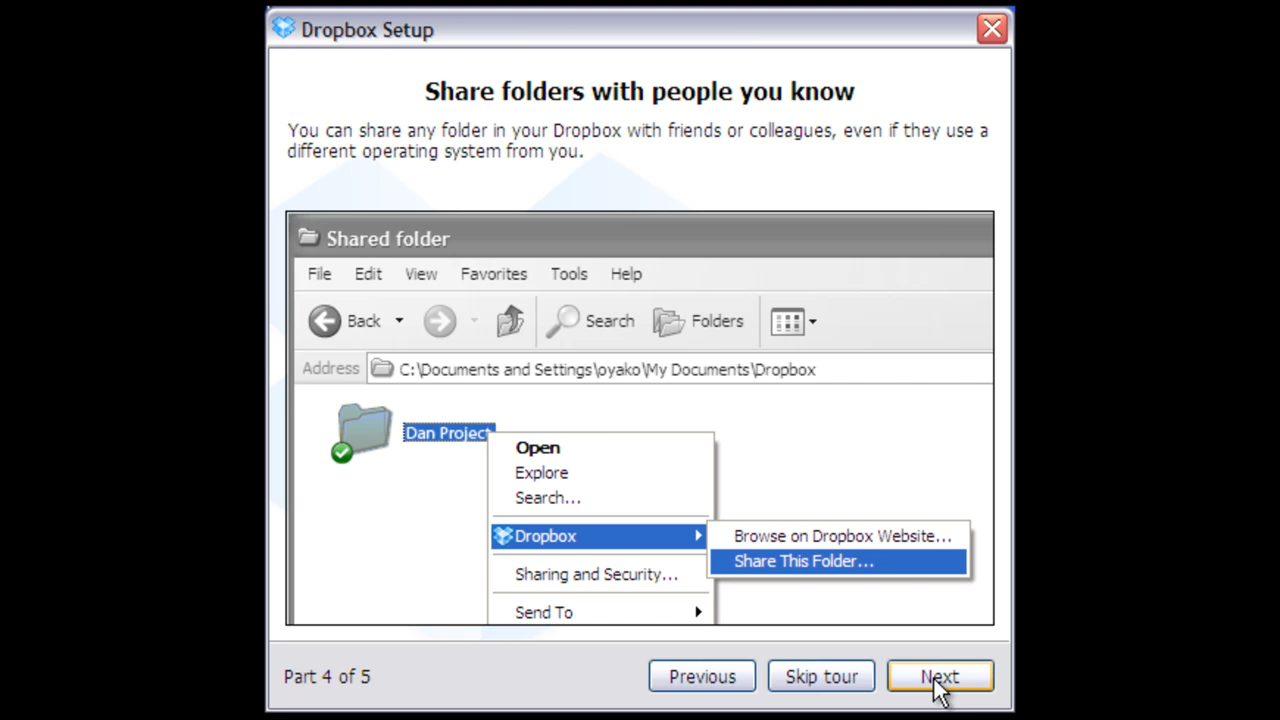 Dropbox Setup
Share folders with people you know
You can share any folder in your Dropbox with friends or colleagues, even if they use a
different operating system from you.
Shared folder
File Edit View Favorites Tools Help
Back Search Folders
Address C:\Documents and Settings\oyako\My Documents\Dropbox
Dan Project
Open
Explore
Search...
Dropbox Browse on Dropbox Website...
Share This Folder...
Sharing and Security...
Send To
Part 4 of 5 Previous Skip tour Next